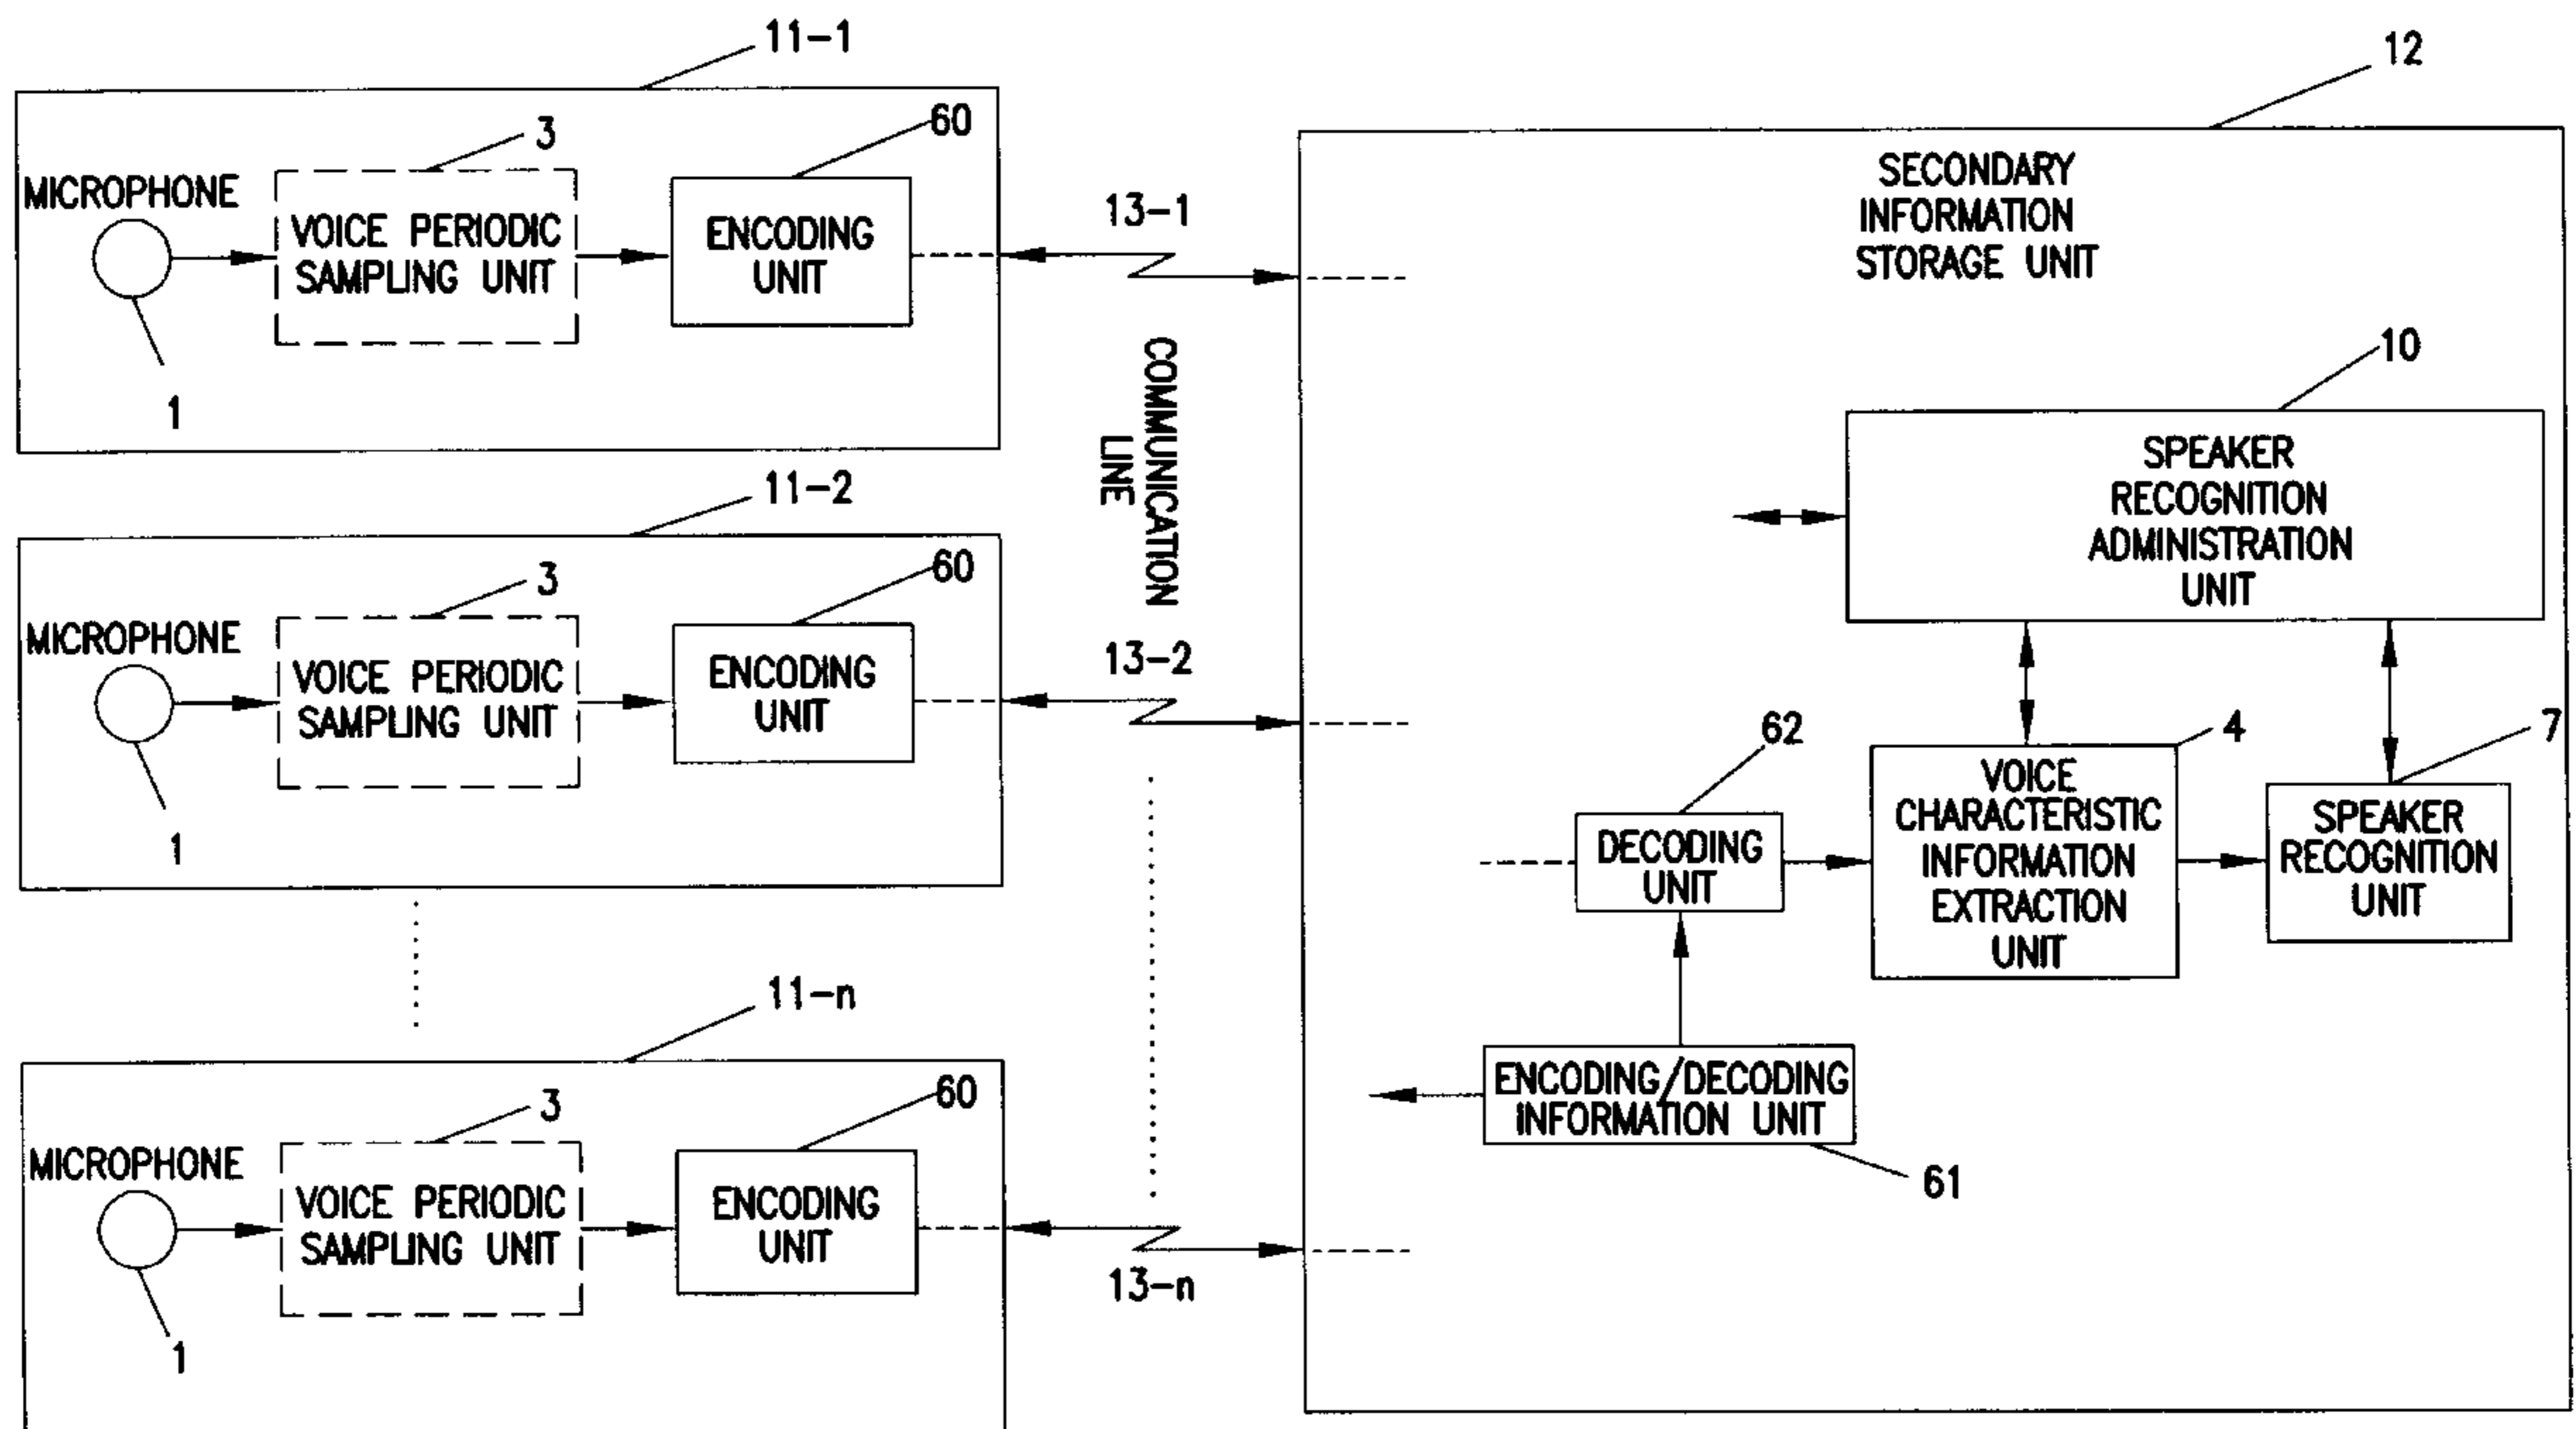 11-1
3
60
MICROPHONE
VOICE PERIODIC
SAMPLING UNIT
ENCODING
UNIT
1
13-1
COMMUNICATION
LINE
11-2
3
60
MICROPHONE
VOICE PERIODIC
SAMPLING UNIT
ENCODING
UNIT
1
13-2
11-n
3
60
MICROPHONE
VOICE PERIODIC
SAMPLING UNIT
ENCODING
UNIT
1
13-n
12
SECONDARY
INFORMATION
STORAGE UNIT
10
SPEAKER
RECOGNITION
ADMINISTRATION
UNIT
62
DECODING
UNIT
4
VOICE
CHARACTERISTIC
INFORMATION
EXTRACTION
UNIT
7
SPEAKER
RECOGNITION
UNIT
ENCODING/DECODING
INFORMATION UNIT
61